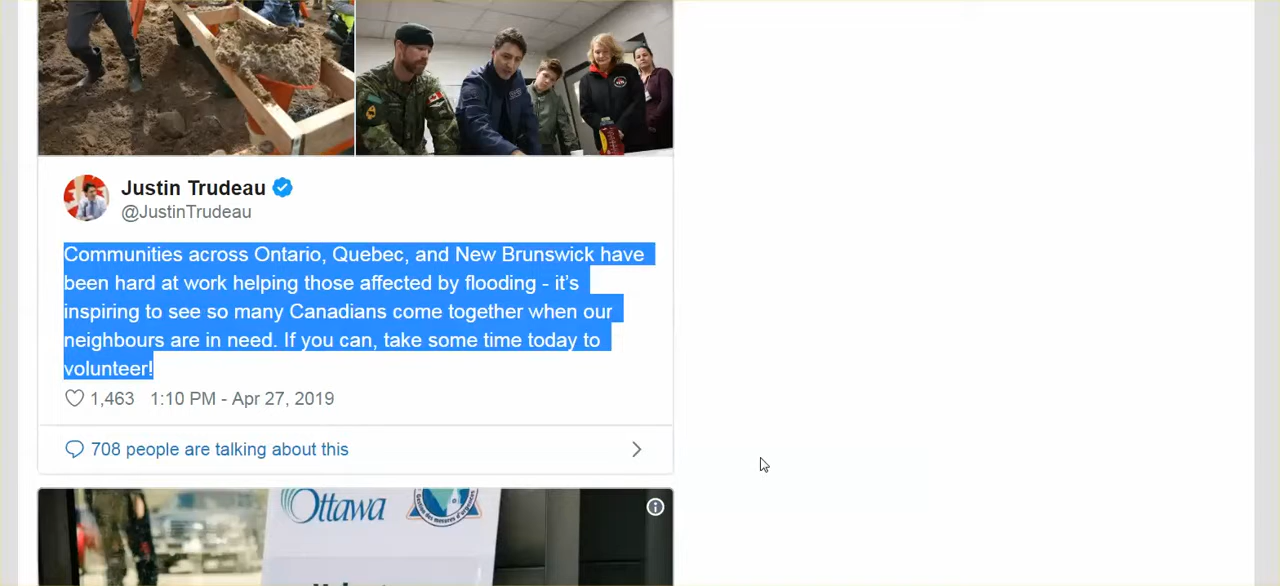 Justin Trudeau
@JustinTrudeau
Communities across Ontario, Quebec, and New Brunswick have
been hard at work helping those affected by flooding - it's
inspiring to see so many Canadians come together when our
neighbours are in need. If you can, take some time today to
volunteer!
1,463 1:10 PM - Apr 27, 2019
708 people are talking about this
Ottawa